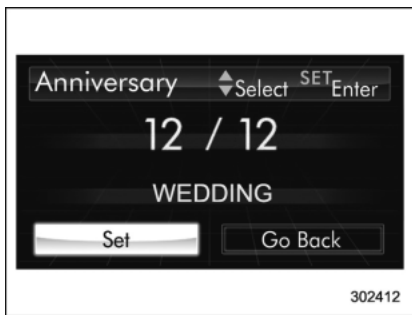 Anniversary Select SET Enter
12 / 12
WEDDING
Set Go Back
302412